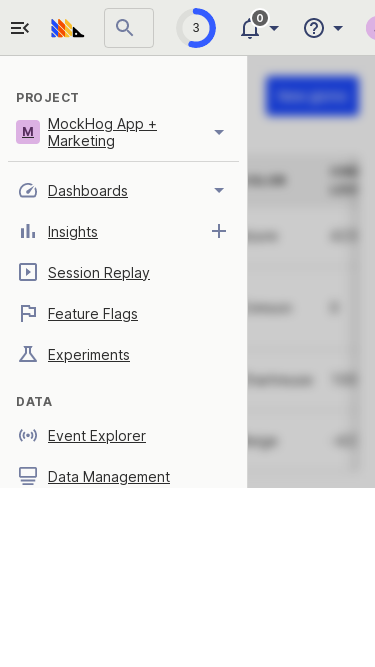 3
0
PROJECT
M
MockHog App +
Marketing
Dashboards
Insights
Session Replay
Feature Flags
Experiments
DATA
Event Explorer
Data Management